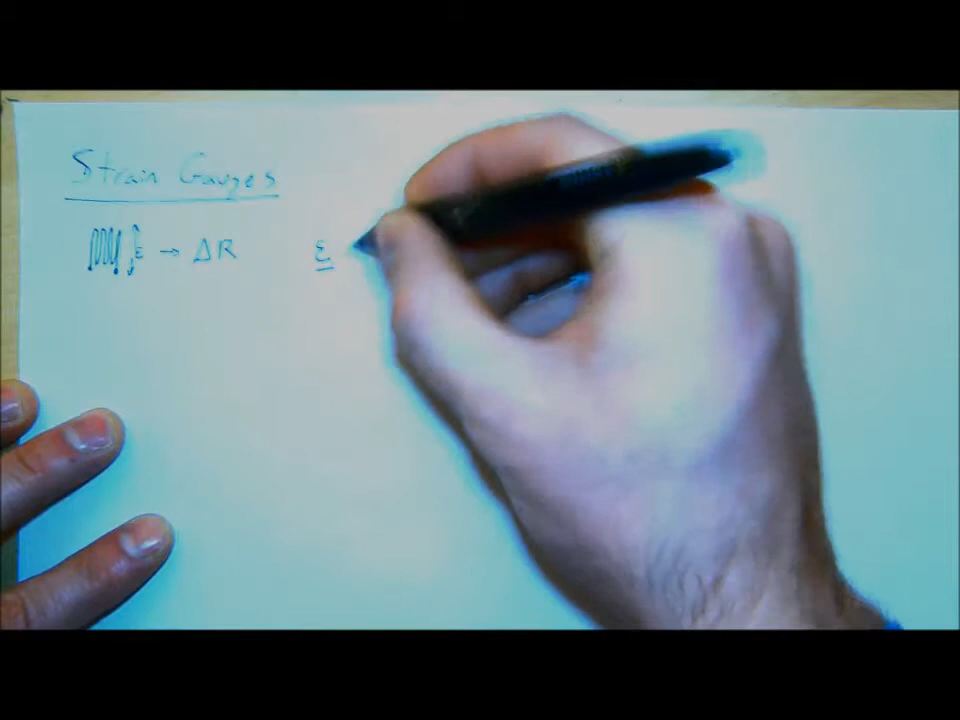 Strain Gauges
ε → ΔR ε